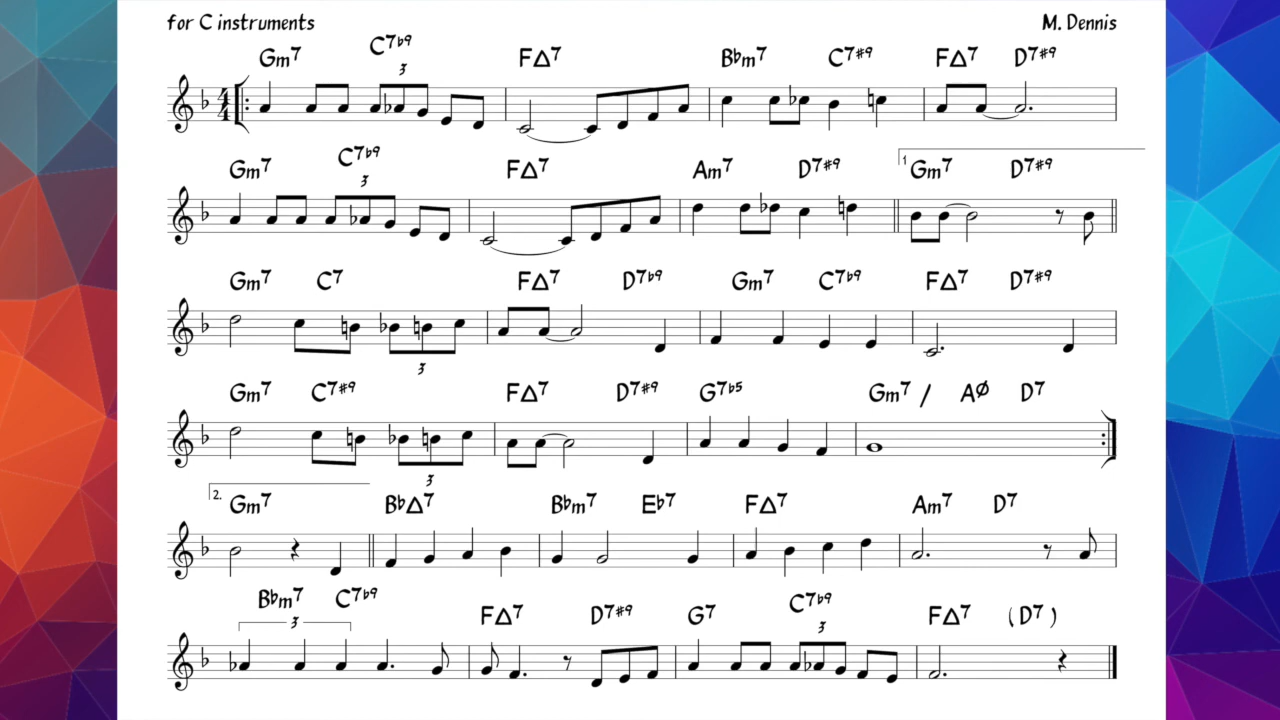 for C instruments M. Dennis
Gm7 C7♭9 FΔ7 B♭m7 C7♯9 FΔ7 D7♯9
4/4 3
Gm7 C7♭9 FΔ7 Am7 D7♯9 1 Gm7 D7♯9
3
Gm7 C7 FΔ7 D7♭9 Gm7 C7♭9 FΔ7 D7♯9
3
Gm7 C7♯9 FΔ7 D7♯9 G7♭5 Gm7 / AØ D7
3
2. Gm7 B♭Δ7 B♭m7 E♭7 FΔ7 Am7 D7
B♭m7 C7♭9 FΔ7 D7♯9 G7 C7♭9 FΔ7 (D7)
3 3